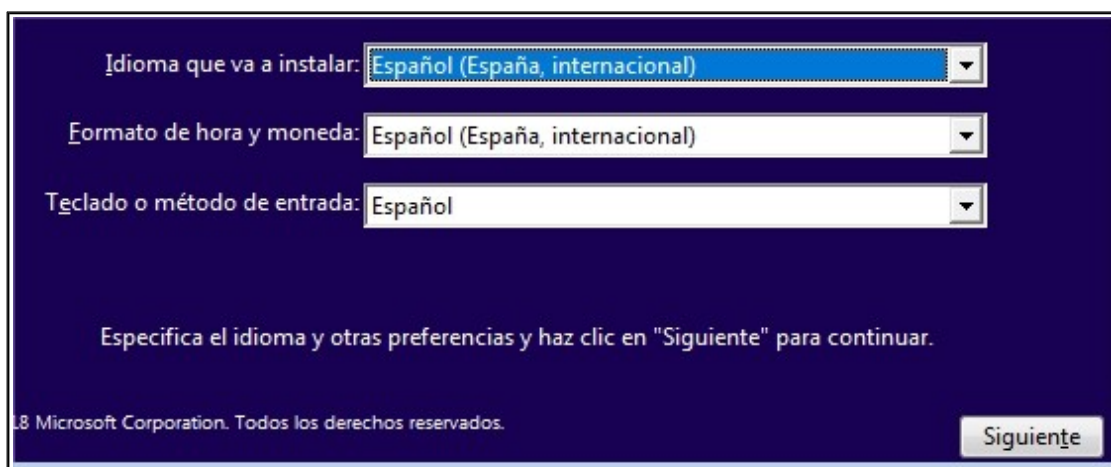 Idioma que va a instalar: Español (España, internacional)
Formato de hora y moneda: Español (España, internacional)
Teclado o método de entrada: Español
Especifica el idioma y otras preferencias y haz clic en "Siguiente" para continuar.
18 Microsoft Corporation. Todos los derechos reservados.
Siguiente